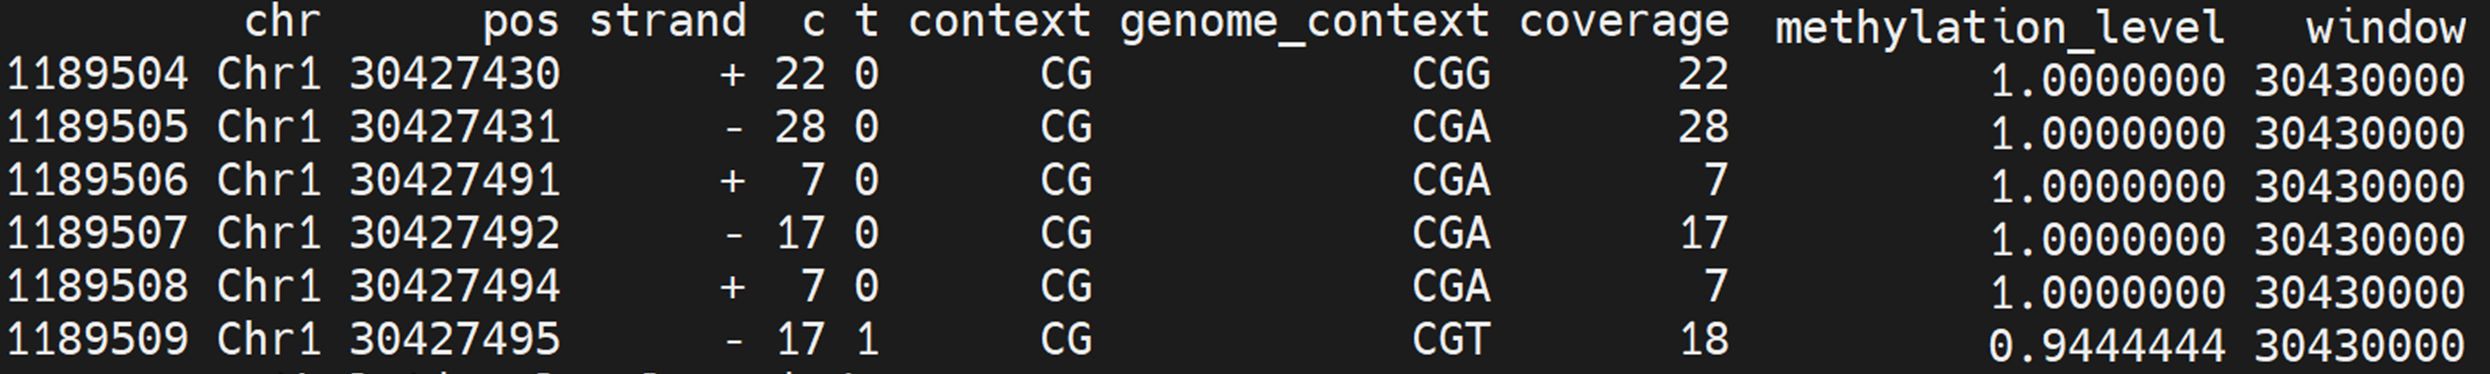 chr pos strand c t context genome_context coverage methylation_level window
1189504 Chr1 30427430 + 22 0 CG CGG 22 1.0000000 30430000
1189505 Chr1 30427431 - 28 0 CG CGA 28 1.0000000 30430000
1189506 Chr1 30427491 + 7 0 CG CGA 7 1.0000000 30430000
1189507 Chr1 30427492 - 17 0 CG CGA 17 1.0000000 30430000
1189508 Chr1 30427494 + 7 0 CG CGA 7 1.0000000 30430000
1189509 Chr1 30427495 - 17 1 CG CGT 18 0.9444444 30430000